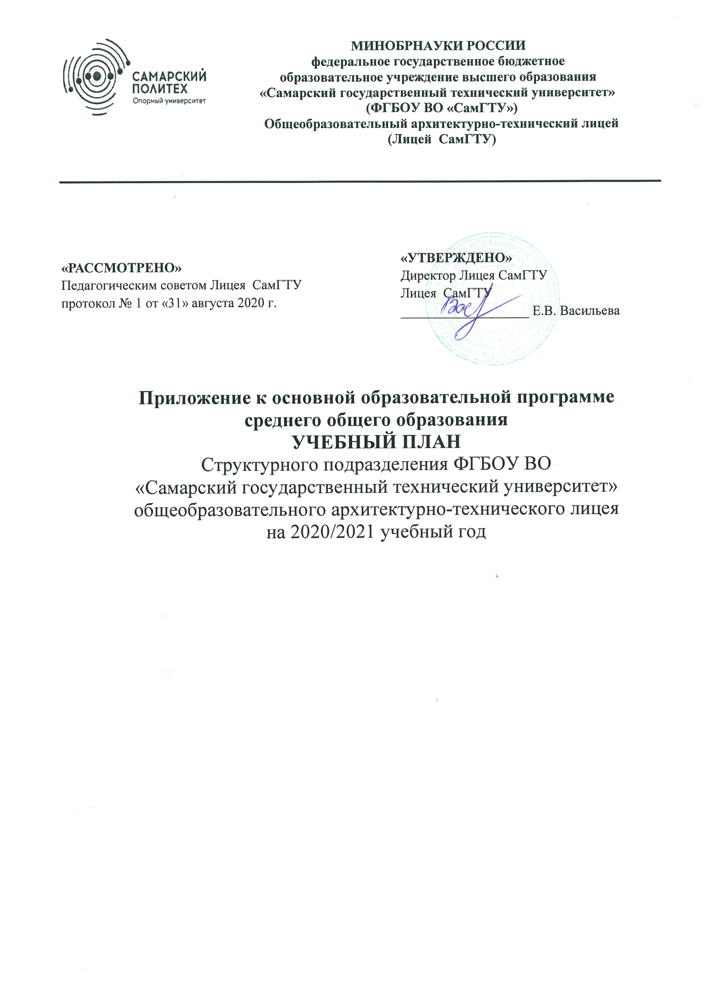 САМАРСКИЙ
ПОЛИТЕХ
Опорный университет
МИНОБРНАУКИ РОССИИ
федеральное государственное бюджетное
образовательное учреждение высшего образования
«Самарский государственный технический университет»
(ФГБОУ ВО «СамГТУ»)
Общеобразовательный архитектурно-технический лицей
(Лицей СамГТУ)
«РАССМОТРЕНО»
Педагогическим советом Лицея СамГТУ
протокол № 1 от «31» августа 2020 г.
«УТВЕРЖДЕНО»
Директор Лицея СамГТУ
Лицея СамГТУ
___________________ Е.В. Васильева
Приложение к основной образовательной программе
среднего общего образования
УЧЕБНЫЙ ПЛАН
Структурного подразделения ФГБОУ ВО
«Самарский государственный технический университет»
общеобразовательного архитектурно-технического лицея
на 2020/2021 учебный год